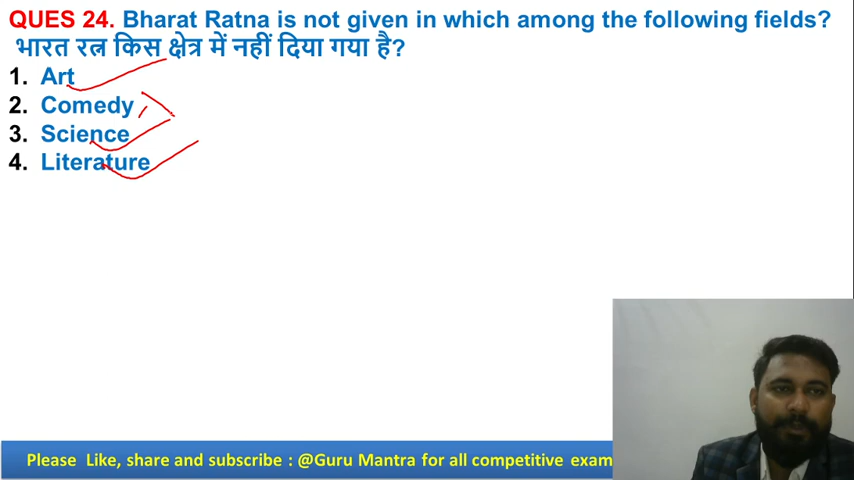 QUES 24. Bharat Ratna is not given in which among the following fields?
भारत रत्न किस क्षेत्र में नहीं दिया गया है?
1. Art
2. Comedy
3. Science
4. Literature
Please Like, share and subscribe : @Guru Mantra for all competitive exam